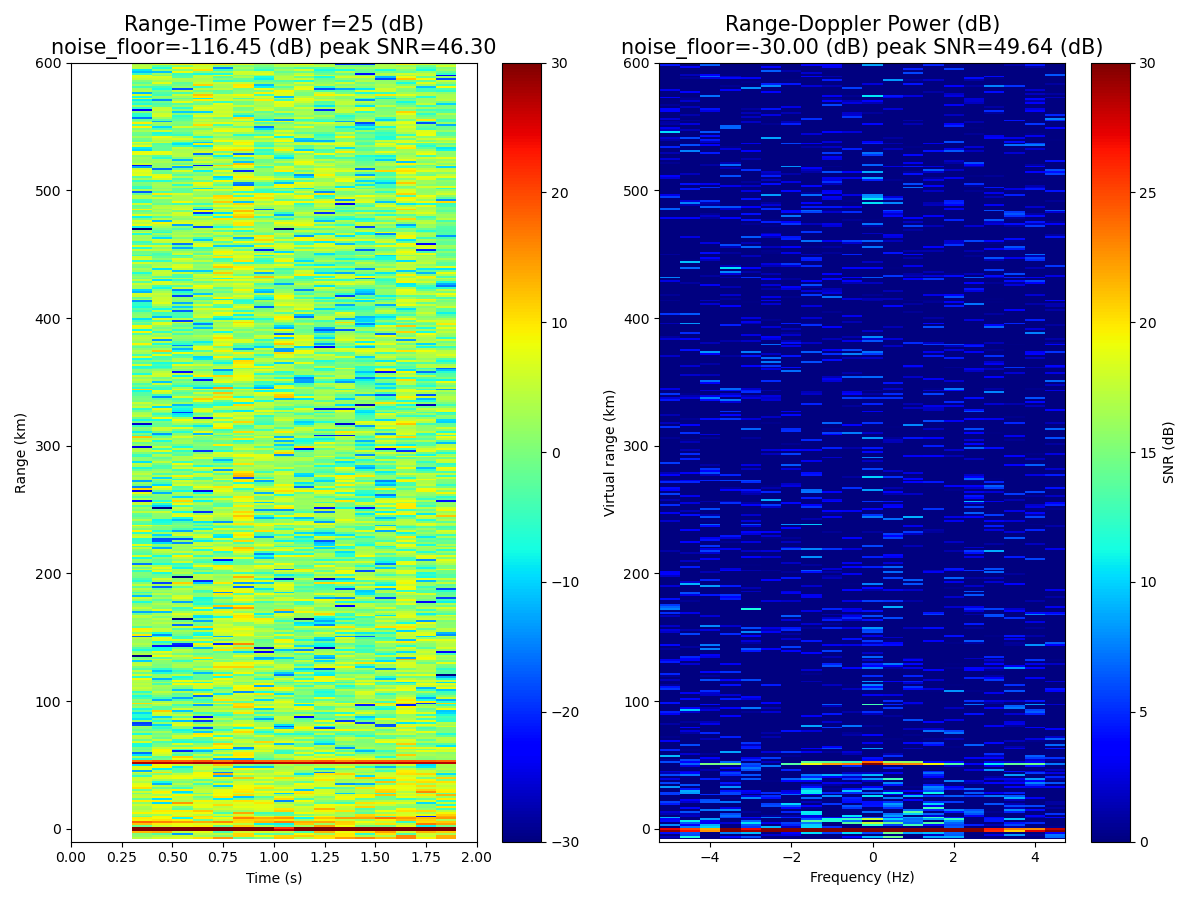 Range-Time Power f=25 (dB)
noise_floor=-116.45 (dB) peak SNR=46.30
600
500
400
300
200
100
0
Range (km)
0.00 0.25 0.50 0.75 1.00 1.25 1.50 1.75 2.00
Time (s)
30
20
10
0
−10
−20
−30
Range-Doppler Power (dB)
noise_floor=-30.00 (dB) peak SNR=49.64 (dB)
600
500
400
300
200
100
0
Virtual range (km)
−4 −2 0 2 4
Frequency (Hz)
30
25
20
15
10
5
0
SNR (dB)